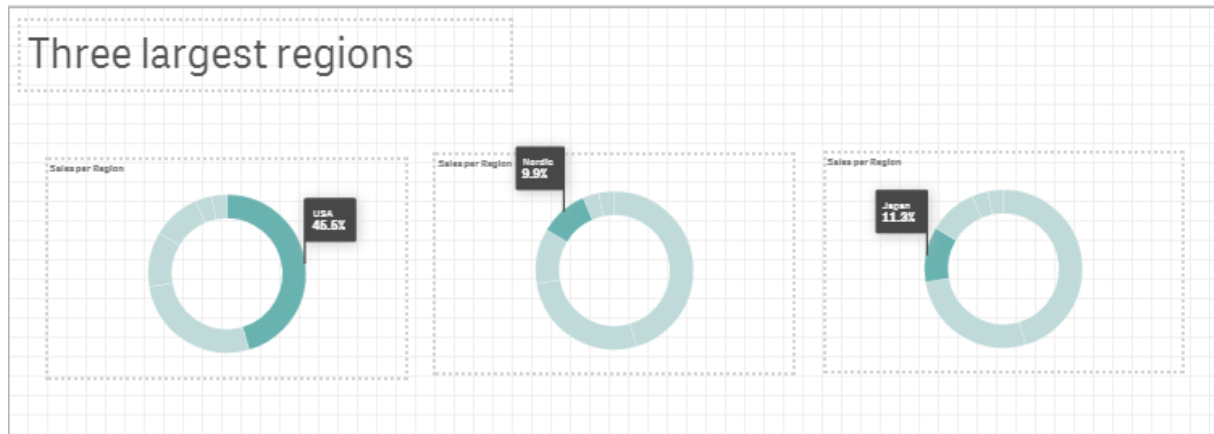 Three largest regions
Sales per Region
USA
45.5%
Sales per Region
Nordic
9.9%
Sales per Region
Japan
11.3%